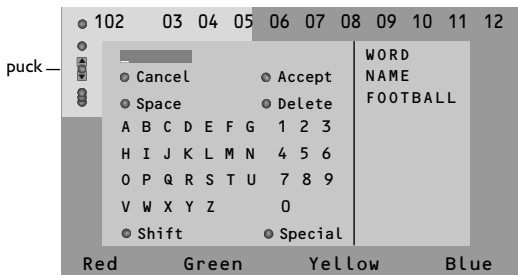 102 03 04 05 06 07 08 09 10 11 12
puck
WORD
Cancel Accept NAME
Space Delete FOOTBALL
A B C D E F G 1 2 3
H I J K L M N 4 5 6
O P Q R S T U 7 8 9
V W X Y Z 0
Shift Special
Red Green Yellow Blue